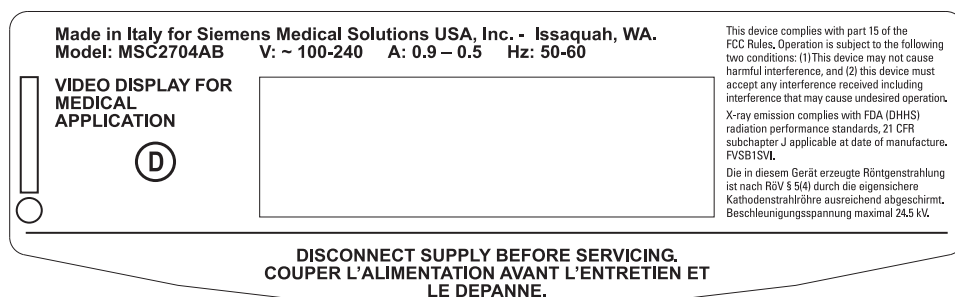 Made in Italy for Siemens Medical Solutions USA, Inc. - Issaquah, WA.
Model: MSC2704AB V: ~ 100-240 A: 0.9 – 0.5 Hz: 50-60
VIDEO DISPLAY FOR
MEDICAL
APPLICATION
D
This device complies with part 15 of the
FCC Rules. Operation is subject to the following
two conditions: (1) This device may not cause
harmful interference, and (2) this device must
accept any interference received including
interference that may cause undesired operation.
X-ray emission complies with FDA (DHHS)
radiation performance standards, 21 CFR
subchapter J applicable at date of manufacture.
FVSB1SVI.
Die in diesem Gerät erzeugte Röntgenstrahlung
ist nach RöV § 5(4) durch die eigensichere
Kathodenstrahlröhre ausreichend abgeschirmt.
Beschleunigungsspannung maximal 24.5 kV.
DISCONNECT SUPPLY BEFORE SERVICING.
COUPER L'ALIMENTATION AVANT L'ENTRETIEN ET
LE DEPANNE.